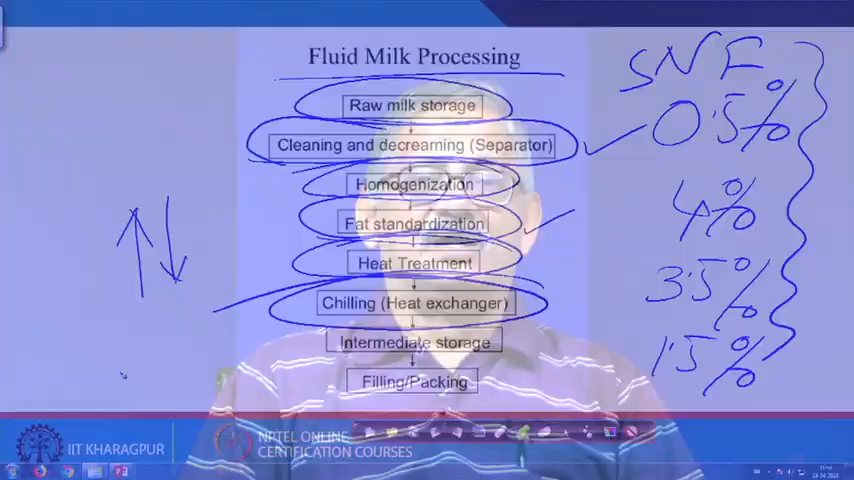 Fluid Milk Processing
Raw milk storage
Cleaning and decreaming (Separator)
Homogenization
Fat standardization
Heat Treatment
Chilling (Heat exchanger)
Intermediate storage
Filling/Packing
SNF
0.5%
4%
3.5%
1.5%
IIT KHARAGPUR
NPTEL ONLINE
CERTIFICATION COURSES